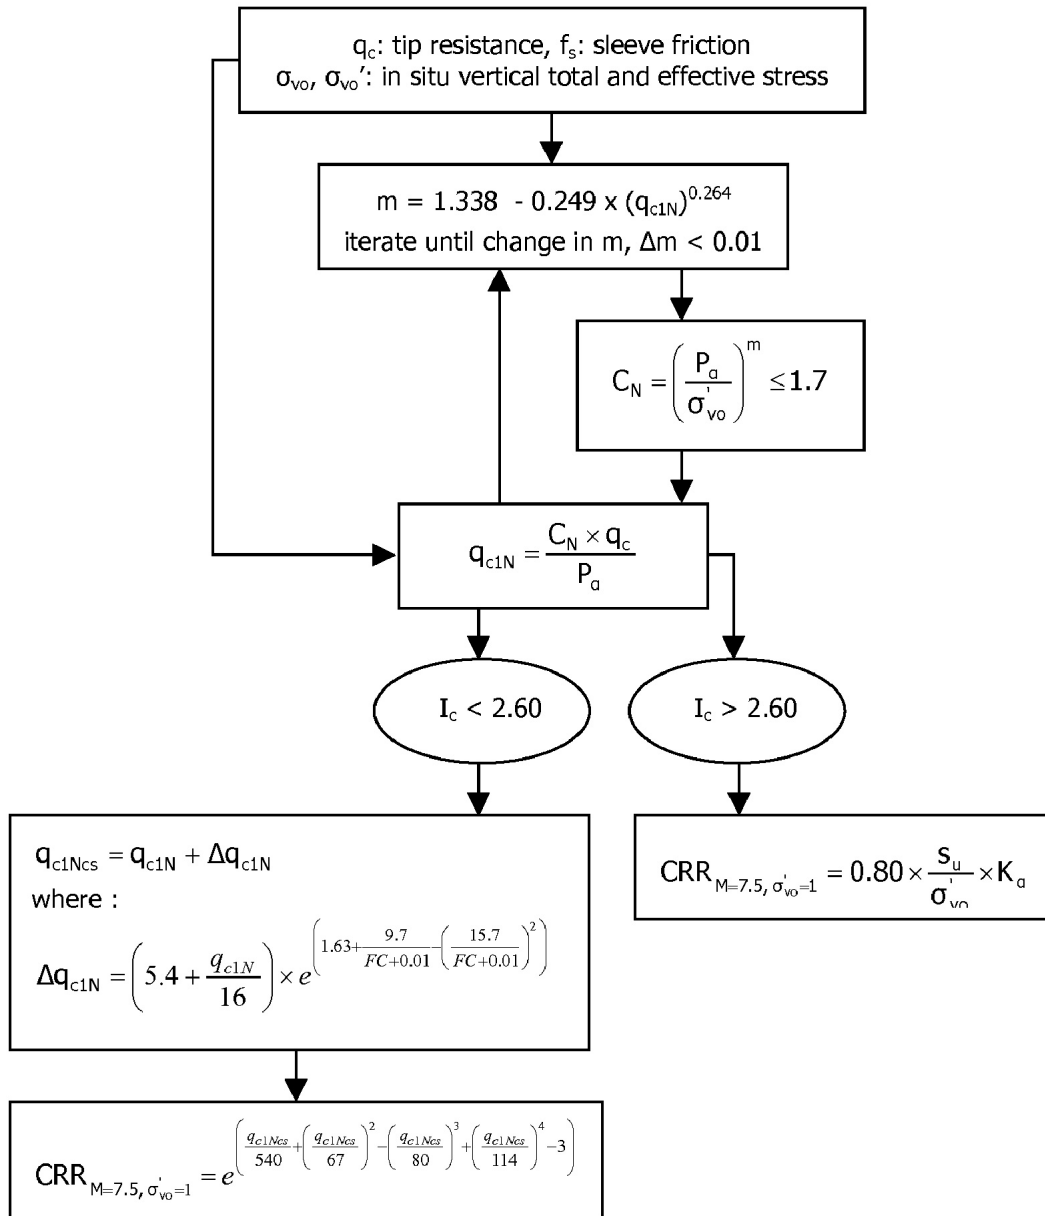 q_c: tip resistance, f_s: sleeve friction
σ_vo, σ_vo′: in situ vertical total and effective stress
m = 1.338 - 0.249 x (q_c1N)^0.264
iterate until change in m, Δm < 0.01
C_N = (P_a / σ'_vo)^m ≤ 1.7
q_c1N = (C_N × q_c) / P_a
I_c < 2.60
I_c > 2.60
q_c1Ncs = q_c1N + Δq_c1N
where :
Δq_c1N = (5.4 + q_c1N / 16) × e^(1.63 + 9.7 / (FC+0.01) - (15.7 / (FC+0.01))^2)
CRR_M=7.5, σ'_vo=1 = 0.80 × s_u / σ'_vo × K_α
CRR_M=7.5, σ'_vo=1 = e^(q_c1Ncs / 540 + (q_c1Ncs / 67)^2 - (q_c1Ncs / 80)^3 + (q_c1Ncs / 114)^4 - 3)